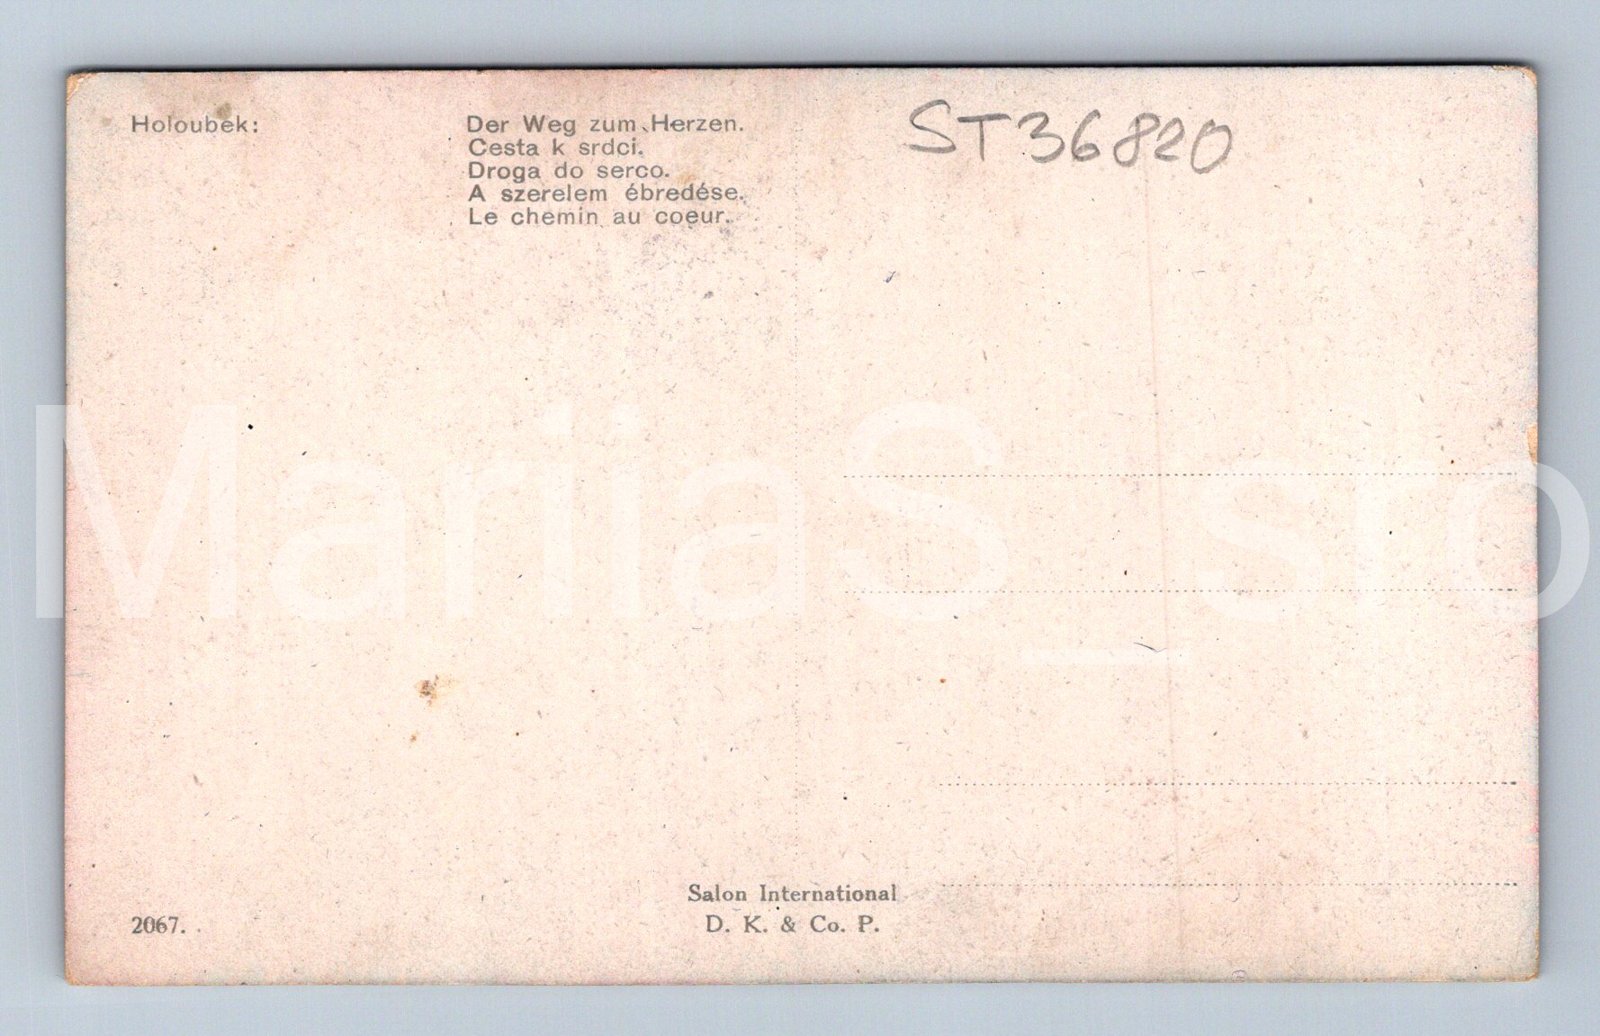 Holoubek:
Der Weg zum Herzen.
Cesta k srdci.
Droga do serco.
A szerelem ébredése.
Le chemin au coeur.
ST36820
MariiaS_sro
Salon International
D. K. & Co. P.
2067.